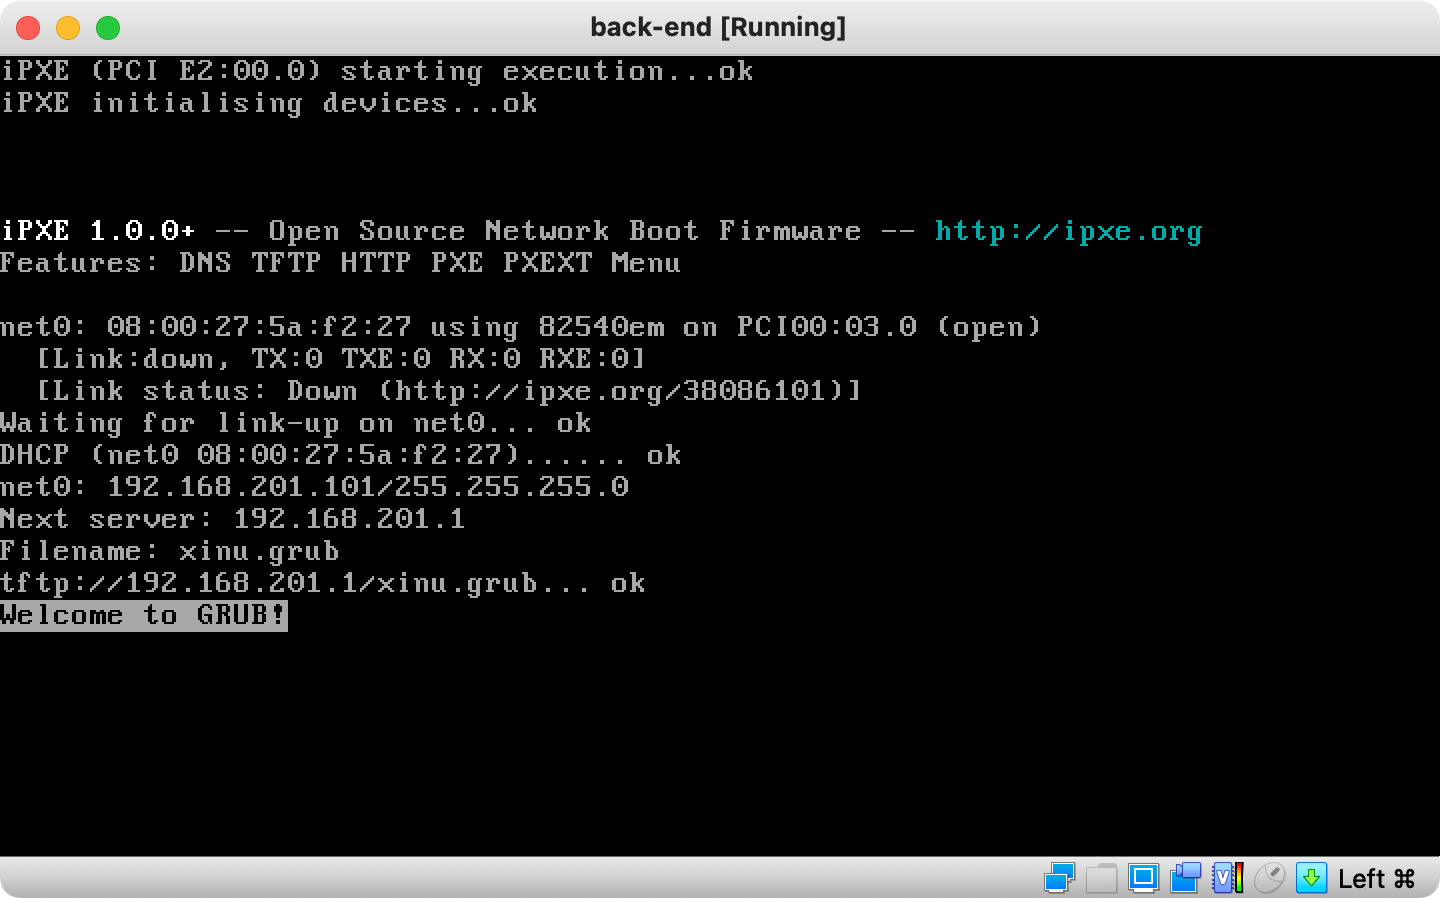 back-end [Running]
iPXE (PCI E2:00.0) starting execution...ok
iPXE initialising devices...ok
iPXE 1.0.0+ -- Open Source Network Boot Firmware -- http://ipxe.org
Features: DNS TFTP HTTP PXE PXEXT Menu
net0: 08:00:27:5a:f2:27 using 82540em on PCI00:03.0 (open)
[Link:down, TX:0 TXE:0 RX:0 RXE:0]
[Link status: Down (http://ipxe.org/38086101)]
Waiting for link-up on net0... ok
DHCP (net0 08:00:27:5a:f2:27)...... ok
net0: 192.168.201.101/255.255.255.0
Next server: 192.168.201.1
Filename: xinu.grub
tftp://192.168.201.1/xinu.grub... ok
Welcome to GRUB!
Left ⌘